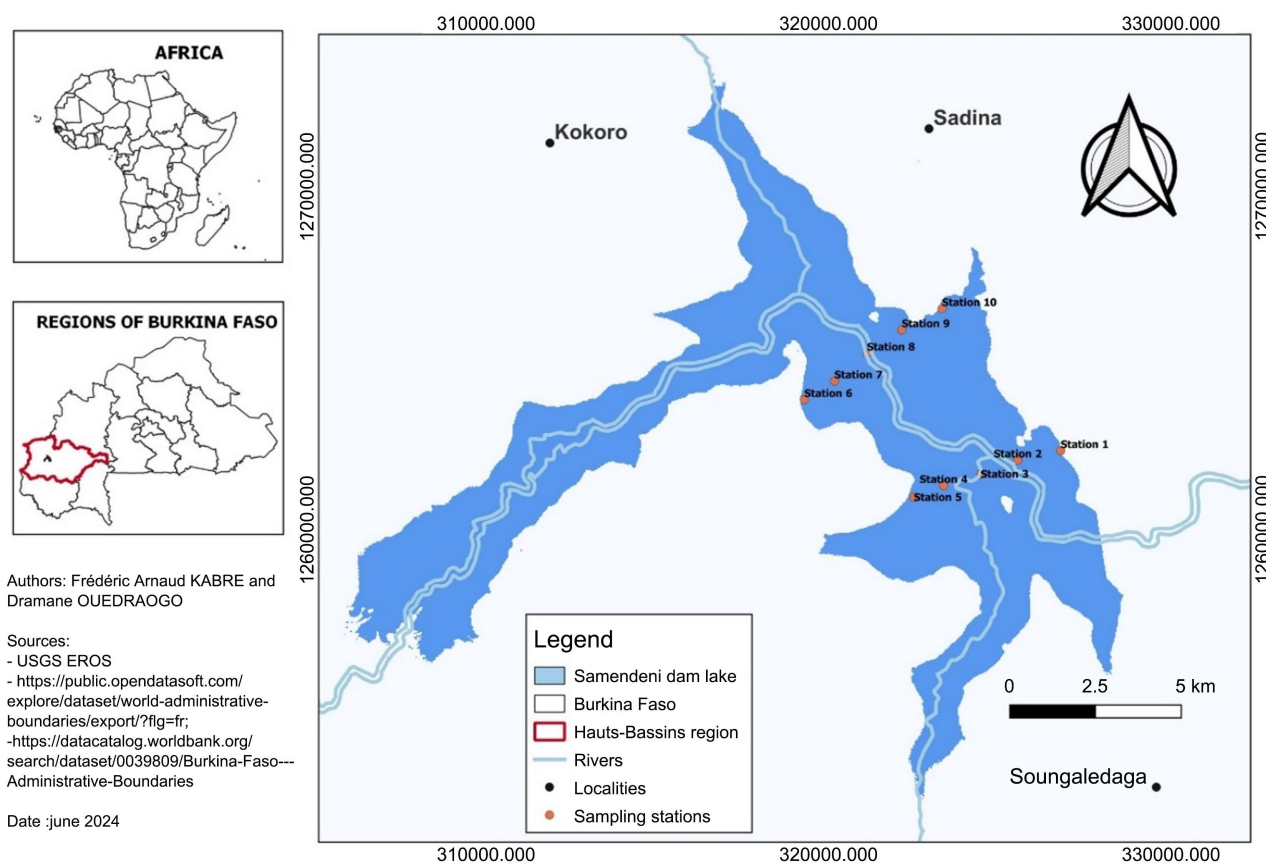 310000.000
320000.000
330000.000
AFRICA
Kokoro
Sadina
1270000.000
1270000.000
REGIONS OF BURKINA FASO
Station 10
Station 9
Station 8
Station 7
Station 6
Station 1
Station 2
Station 3
Station 4
Station 5
1260000.000
1260000.000
Authors: Frédéric Arnaud KABRE and
Dramane OUEDRAOGO
Sources:
- USGS EROS
- https://public.opendatasoft.com/
explore/dataset/world-administrative-
boundaries/export/?flg=fr;
-https://datacatalog.worldbank.org/
search/dataset/0039809/Burkina-Faso---
Administrative-Boundaries
Date :june 2024
Legend
Samendeni dam lake
Burkina Faso
Hauts-Bassins region
Rivers
Localities
Sampling stations
0 2.5 5 km
Soungaledaga
310000.000
320000.000
330000.000